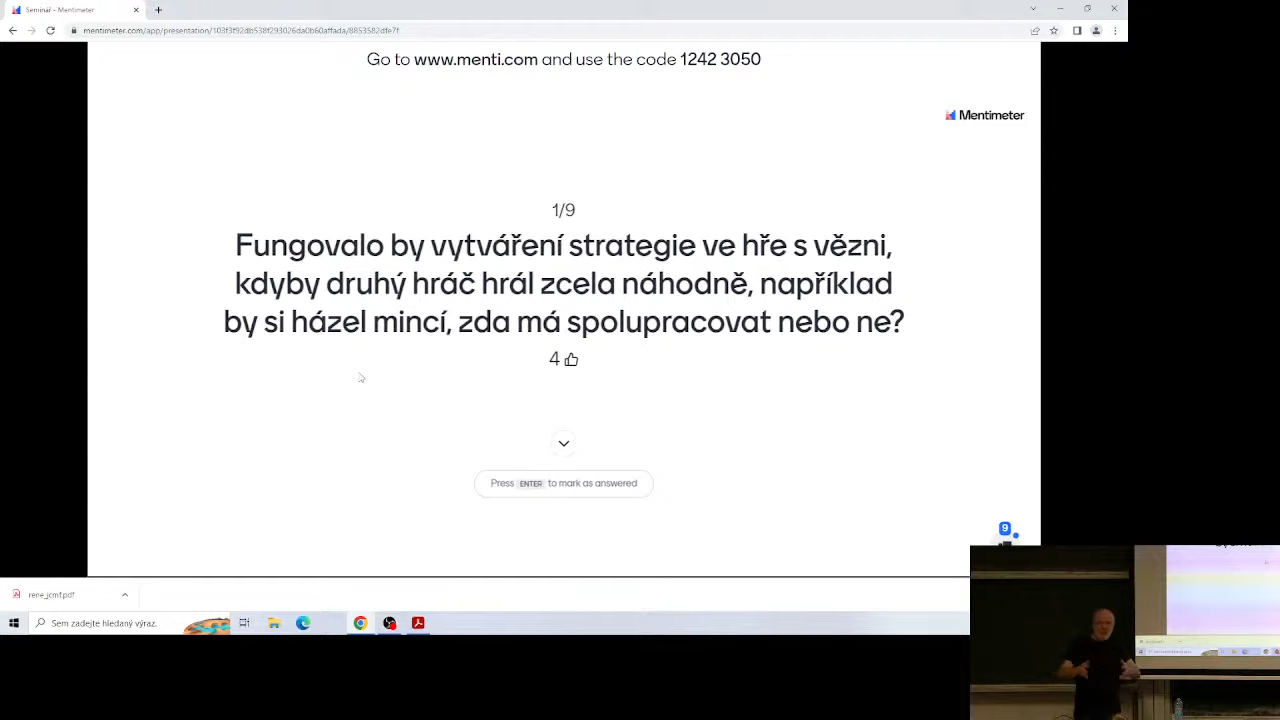 Seminář - Mentimeter
mentimeter.com/app/presentation/103f3f92db538f293026da0b60affada/8853582dfe7f
Go to www.menti.com and use the code 1242 3050
Mentimeter
1/9
Fungovalo by vytváření strategie ve hře s vězni,
kdyby druhý hráč hrál zcela náhodně, například
by si házel mincí, zda má spolupracovat nebo ne?
4
Press ENTER to mark as answered
9
rene_jcmf.pdf
Sem zadejte hledaný výraz.